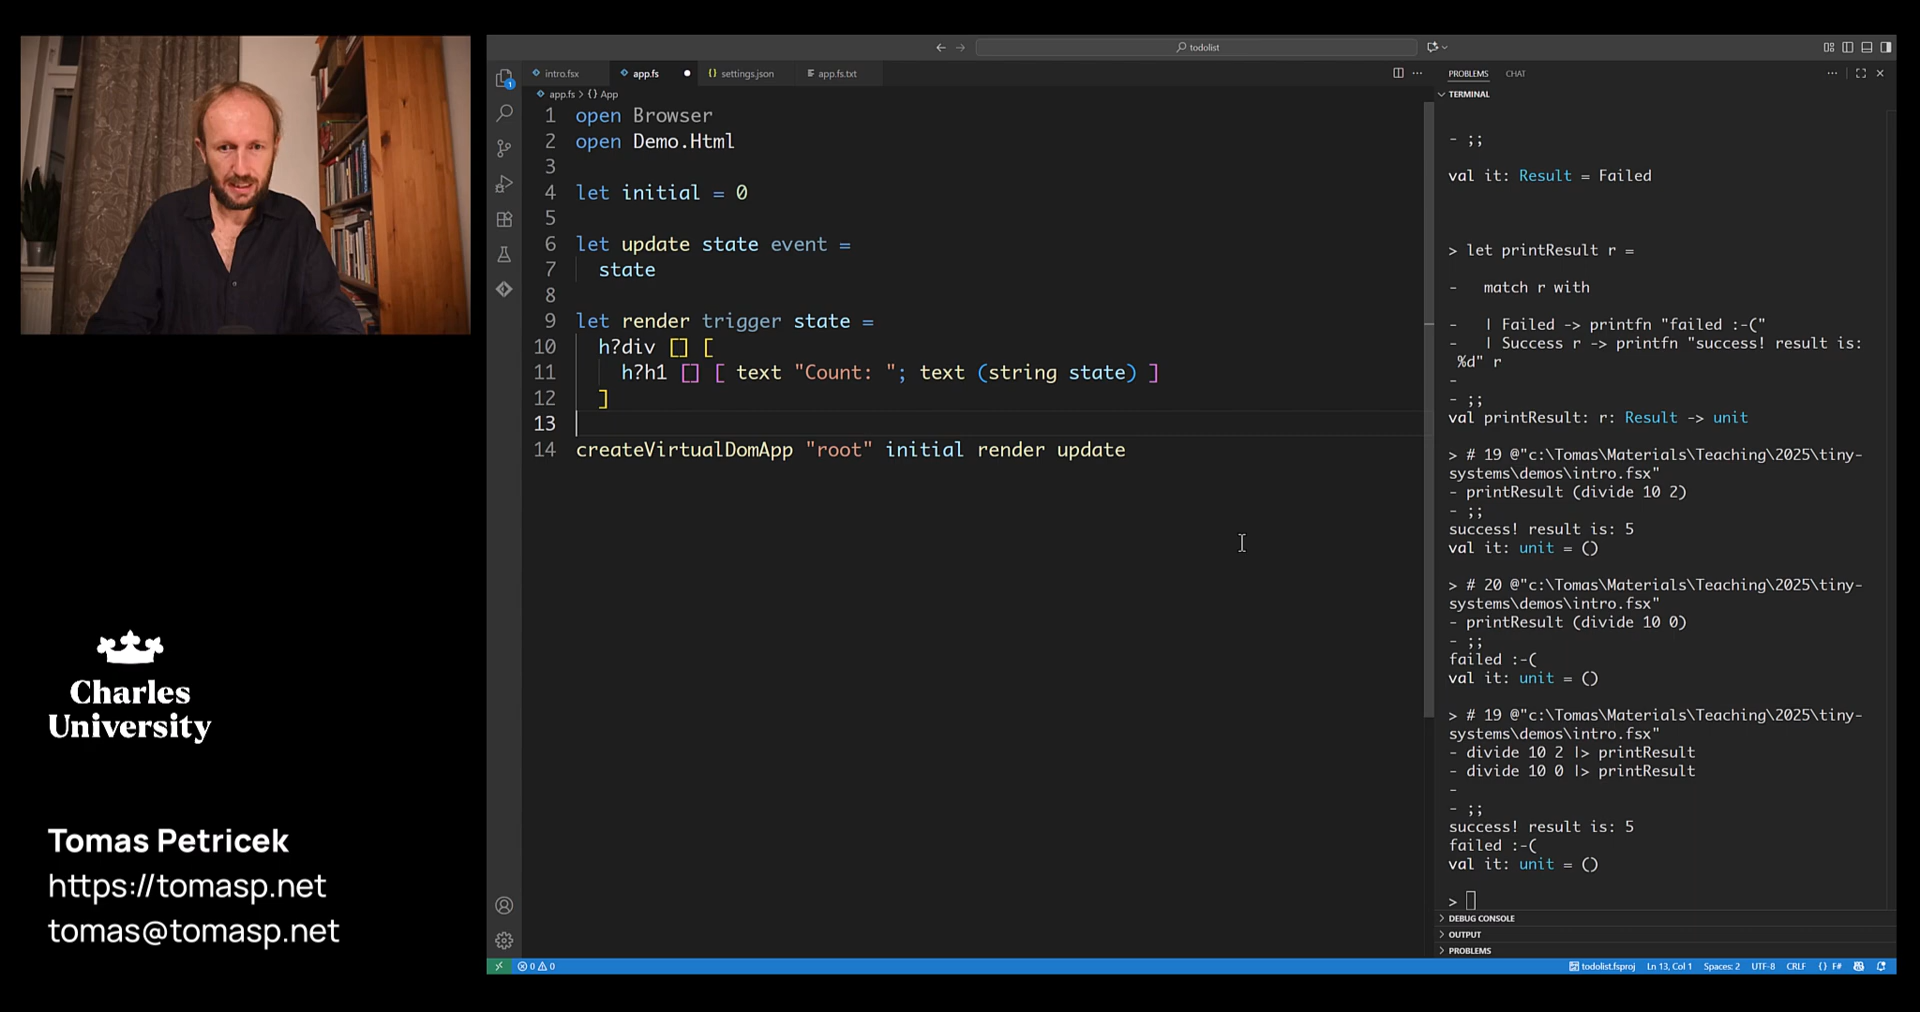 todolist
intro.fsx
app.fs
settings.json
app.fs.txt
app.fs > {} App
1 open Browser
2 open Demo.Html
3
4 let initial = 0
5
6 let update state event =
7 state
8
9 let render trigger state =
10 h?div [] [
11 h?h1 [] [ text "Count: "; text (string state) ]
12 ]
13
14 createVirtualDomApp "root" initial render update
PROBLEMS
CHAT
TERMINAL
- ;;
val it: Result = Failed
> let printResult r =
- match r with
- | Failed -> printfn "failed :-("
- | Success r -> printfn "success! result is:
%d" r
-
- ;;
val printResult: r: Result -> unit
> # 19 @"c:\Tomas\Materials\Teaching\2025\tiny-
systems\demos\intro.fsx"
- printResult (divide 10 2)
- ;;
success! result is: 5
val it: unit = ()
> # 20 @"c:\Tomas\Materials\Teaching\2025\tiny-
systems\demos\intro.fsx"
- printResult (divide 10 0)
- ;;
failed :-(
val it: unit = ()
> # 19 @"c:\Tomas\Materials\Teaching\2025\tiny-
systems\demos\intro.fsx"
- divide 10 2 |> printResult
- divide 10 0 |> printResult
-
- ;;
success! result is: 5
failed :-(
val it: unit = ()
>
DEBUG CONSOLE
OUTPUT
PROBLEMS
0 0
todolist.fsproj
Ln 13, Col 1
Spaces: 2
UTF-8
CRLF
{} F#
1
Charles
University
Tomas Petricek
https://tomasp.net
tomas@tomasp.net